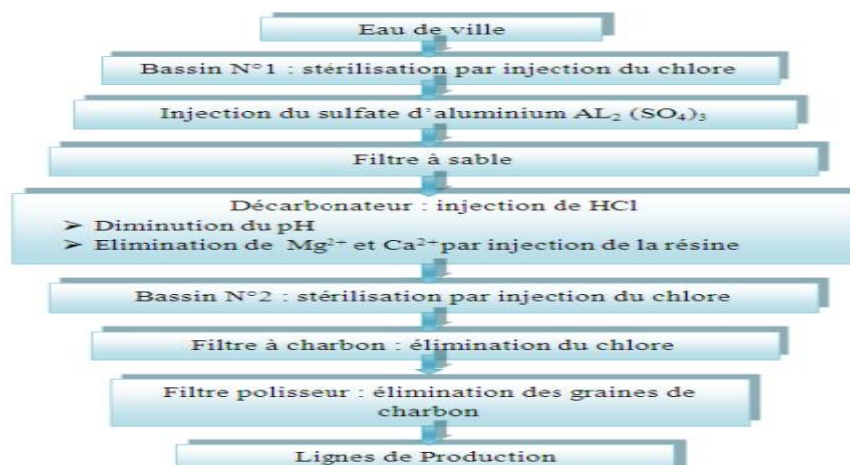 Eau de ville
Bassin N°1 : stérilisation par injection du chlore
Injection du sulfate d’aluminium AL₂ (SO₄)₃
Filtre à sable
Décarbonateur : injection de HCl
➢ Diminution du pH
➢ Elimination de Mg²⁺ et Ca²⁺ par injection de la résine
Bassin N°2 : stérilisation par injection du chlore
Filtre à charbon : élimination du chlore
Filtre polisseur : élimination des graines de
charbon
Lignes de Production